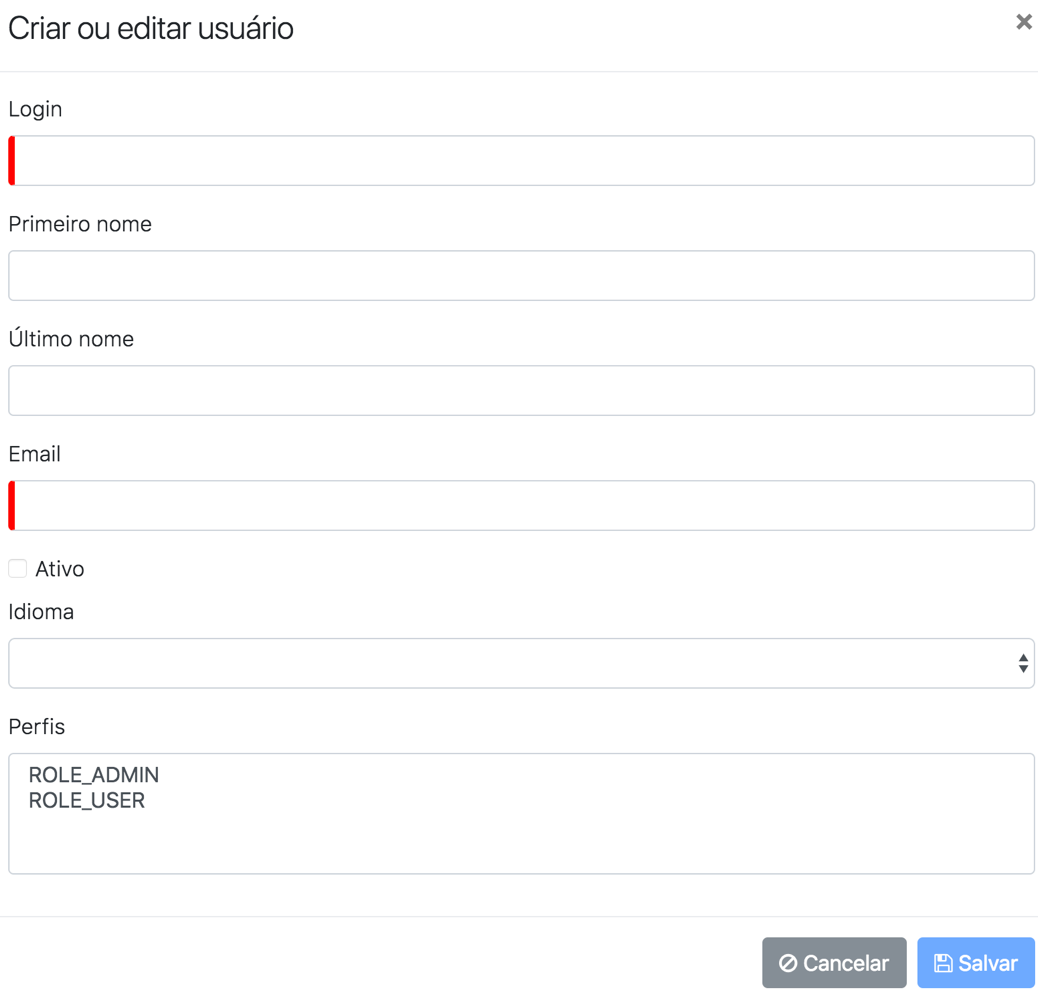 Criar ou editar usuário
Login
Primeiro nome
Último nome
Email
Ativo
Idioma
Perfis
ROLE_ADMIN
ROLE_USER
Cancelar
Salvar